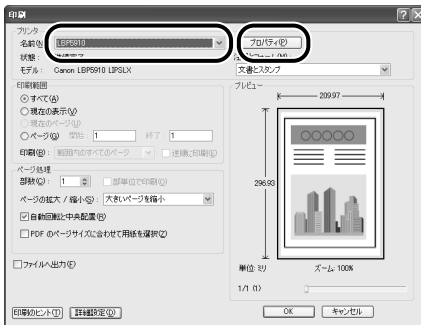 印刷
プリンタ
名前(N): LBP5910
プロパティ(P)
状態:
モデル: Canon LBP5910 LIPSLX
文書とスタンプ
印刷範囲
すべて(A)
現在の表示(V)
現在のページ(U)
ページ(G) 開始: 1 終了: 1
印刷(B): 範囲内のすべてのページ 逆順に印刷(E)
ページ処理
部数(C): 1 部単位で印刷(O)
ページの拡大 / 縮小(S): 大きいページを縮小
自動回転と中央配置(R)
PDF のページサイズに合わせて用紙を選択(Z)
ファイルへ出力(F)
プレビュー
209.97
296.93
単位: ミリ ズーム: 100%
1/1 (1)
印刷のヒント(T) 詳細設定(D) OK キャンセル